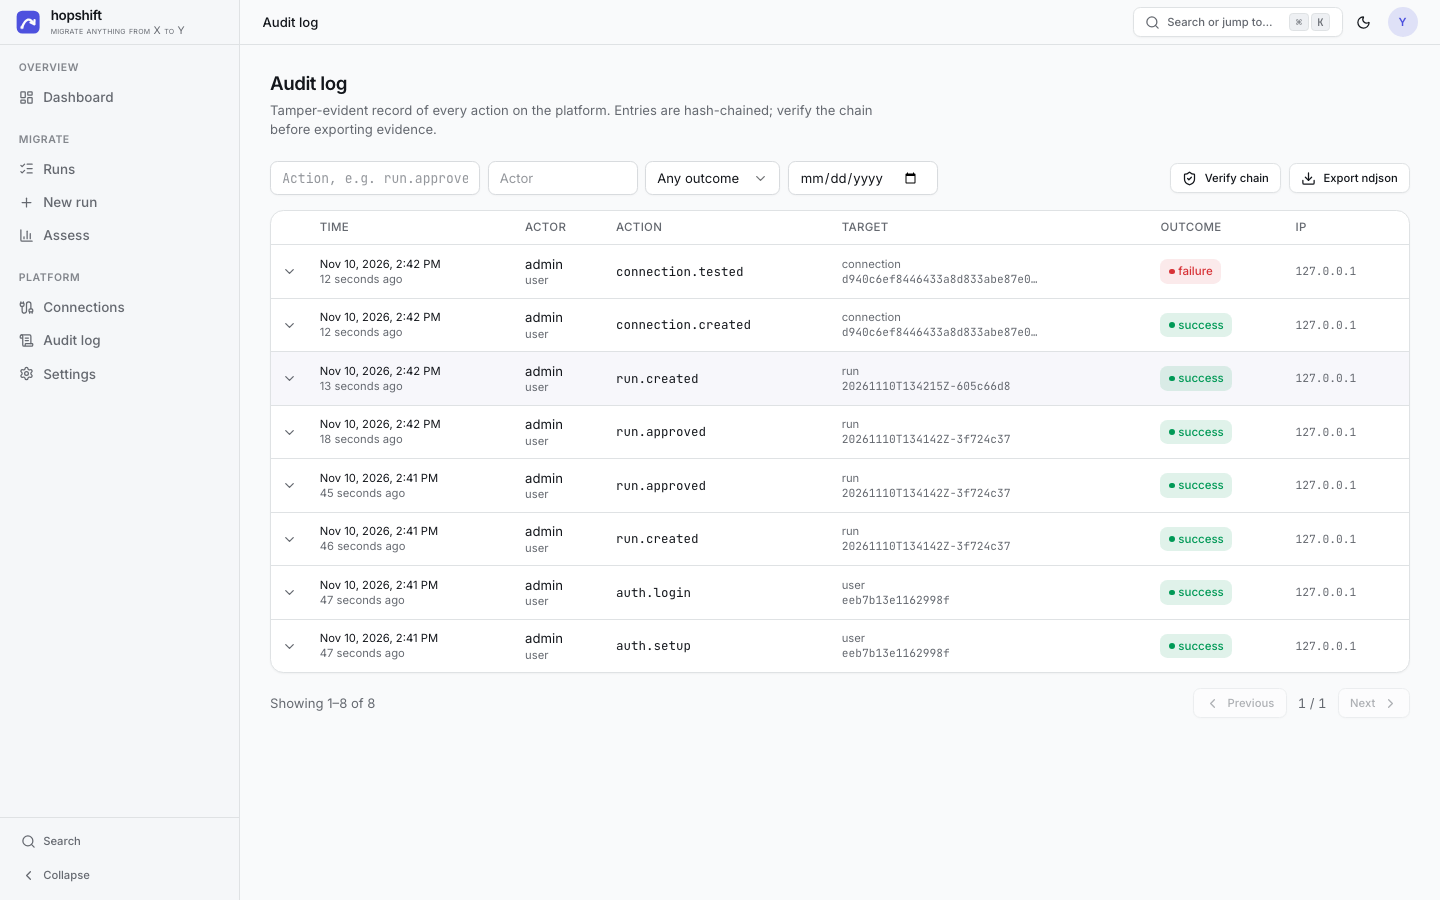 hopshift
MIGRATE ANYTHING FROM X TO Y
Audit log
Search or jump to...
⌘ K
Y
OVERVIEW
Dashboard
MIGRATE
Runs
New run
Assess
PLATFORM
Connections
Audit log
Settings
Search
Collapse
Audit log
Tamper-evident record of every action on the platform. Entries are hash-chained; verify the chain
before exporting evidence.
Action, e.g. run.approve
Actor
Any outcome
mm/dd/yyyy
Verify chain
Export ndjson
TIME ACTOR ACTION TARGET OUTCOME IP
Nov 10, 2026, 2:42 PM admin connection.tested connection failure 127.0.0.1
12 seconds ago user d940c6ef8446433a8d833abe87e0…
Nov 10, 2026, 2:42 PM admin connection.created connection success 127.0.0.1
12 seconds ago user d940c6ef8446433a8d833abe87e0…
Nov 10, 2026, 2:42 PM admin run.created run success 127.0.0.1
13 seconds ago user 20261110T134215Z-605c66d8
Nov 10, 2026, 2:42 PM admin run.approved run success 127.0.0.1
18 seconds ago user 20261110T134142Z-3f724c37
Nov 10, 2026, 2:41 PM admin run.approved run success 127.0.0.1
45 seconds ago user 20261110T134142Z-3f724c37
Nov 10, 2026, 2:41 PM admin run.created run success 127.0.0.1
46 seconds ago user 20261110T134142Z-3f724c37
Nov 10, 2026, 2:41 PM admin auth.login user success 127.0.0.1
47 seconds ago user eeb7b13e1162998f
Nov 10, 2026, 2:41 PM admin auth.setup user success 127.0.0.1
47 seconds ago user eeb7b13e1162998f
Showing 1–8 of 8
Previous
1 / 1
Next